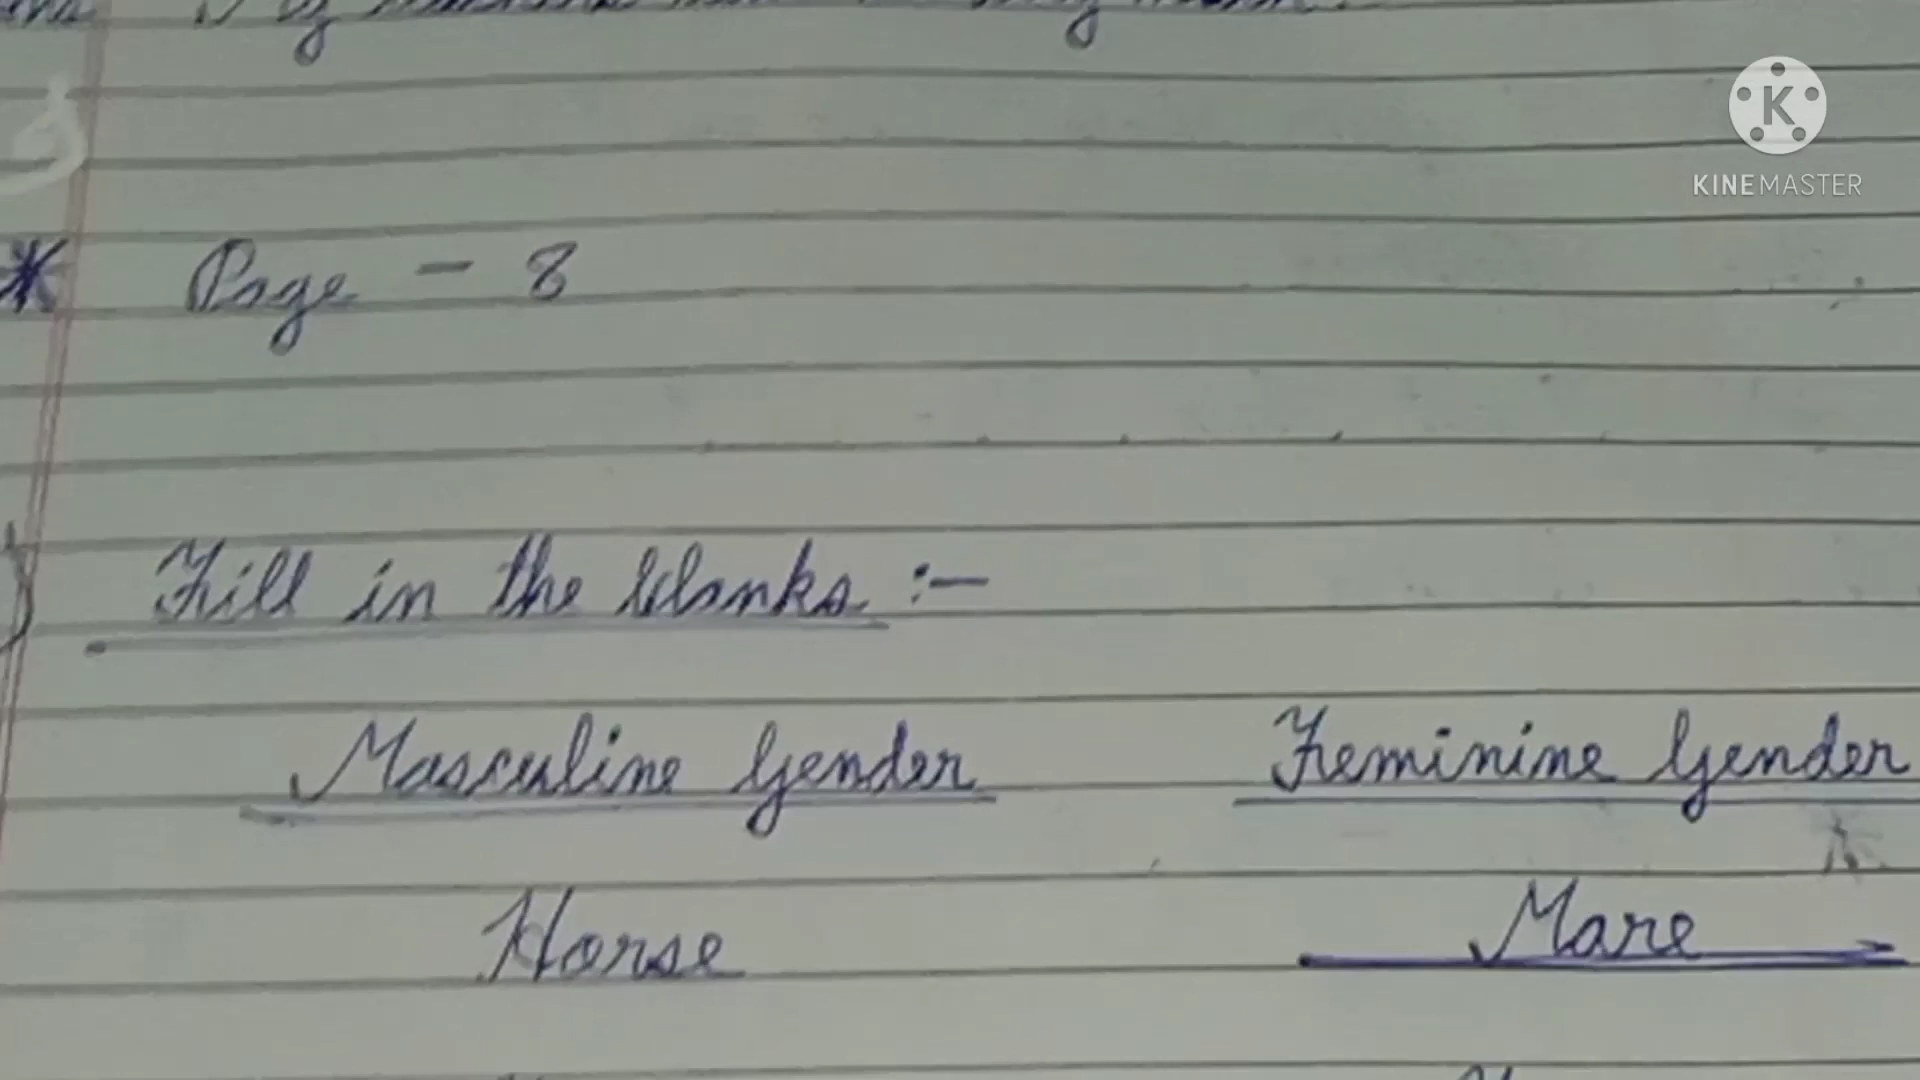 K
KINEMASTER
* Page - 8
Fill in the blanks :-
Masculine Gender Feminine Gender
Horse Mare